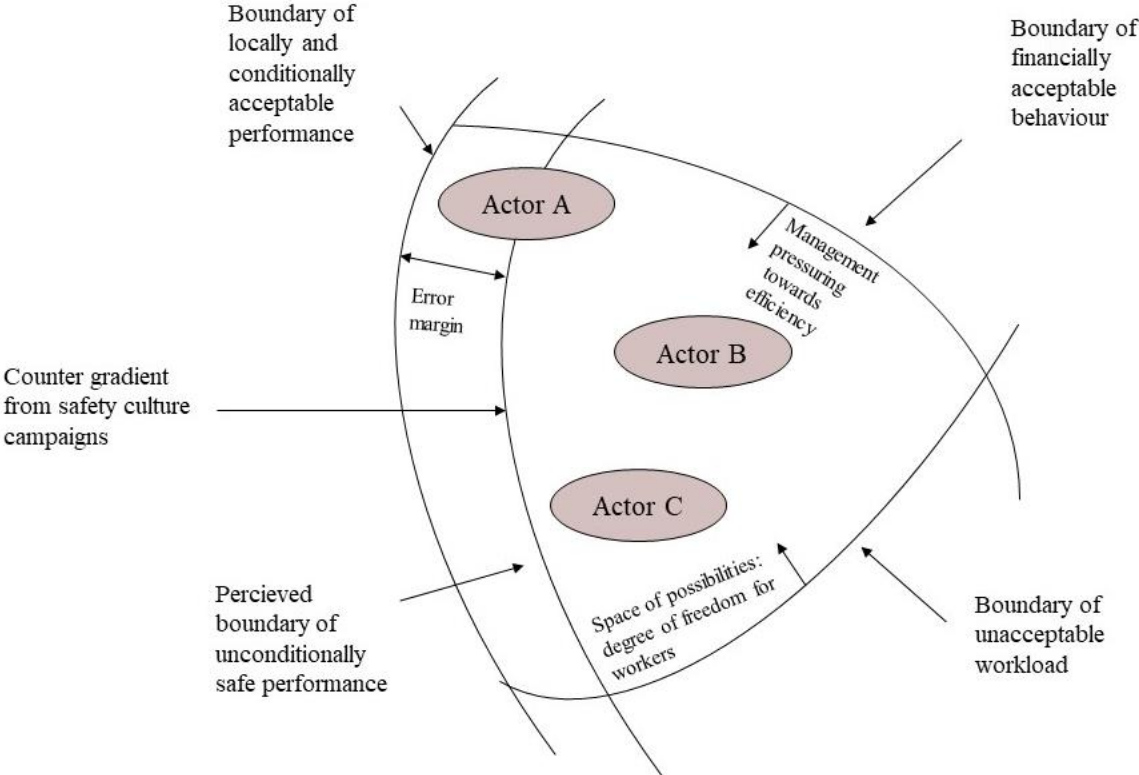 Boundary of
locally and
conditionally
acceptable
performance
Boundary of
financially
acceptable
behaviour
Actor A
Management
pressuring
towards
efficiency
Error
margin
Actor B
Counter gradient
from safety culture
campaigns
Actor C
Space of possibilities:
degree of freedom for
workers
Percieved
boundary of
unconditionally
safe performance
Boundary of
unacceptable
workload